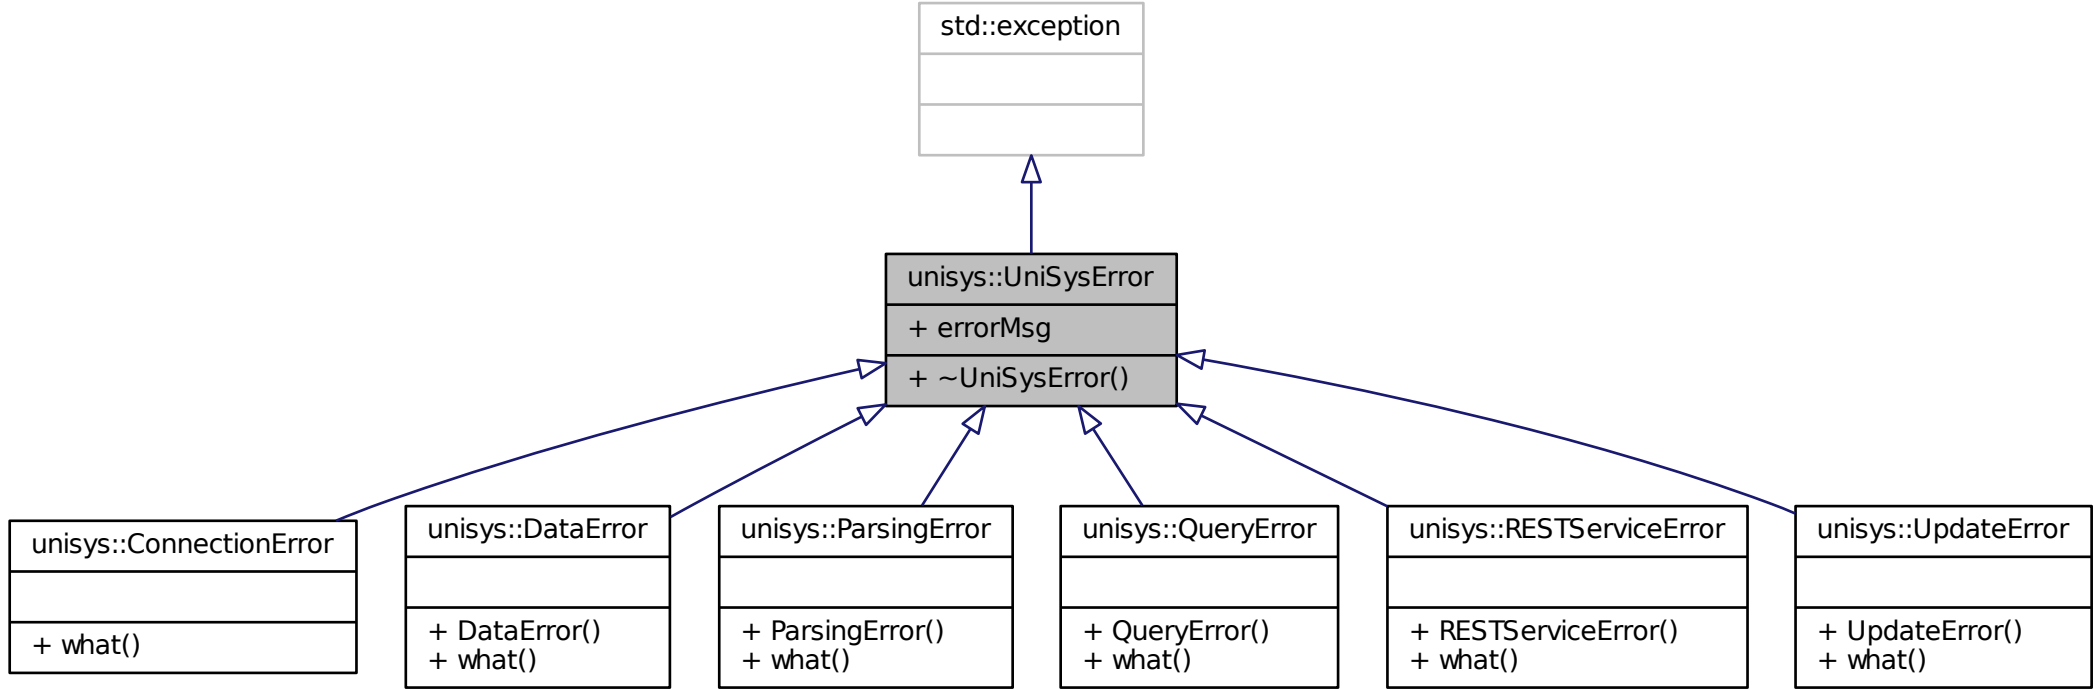 std::exception
unisys::UniSysError
+ errorMsg
+ ~UniSysError()
unisys::ConnectionError
+ what()
unisys::DataError
+ DataError()
+ what()
unisys::ParsingError
+ ParsingError()
+ what()
unisys::QueryError
+ QueryError()
+ what()
unisys::RESTServiceError
+ RESTServiceError()
+ what()
unisys::UpdateError
+ UpdateError()
+ what()